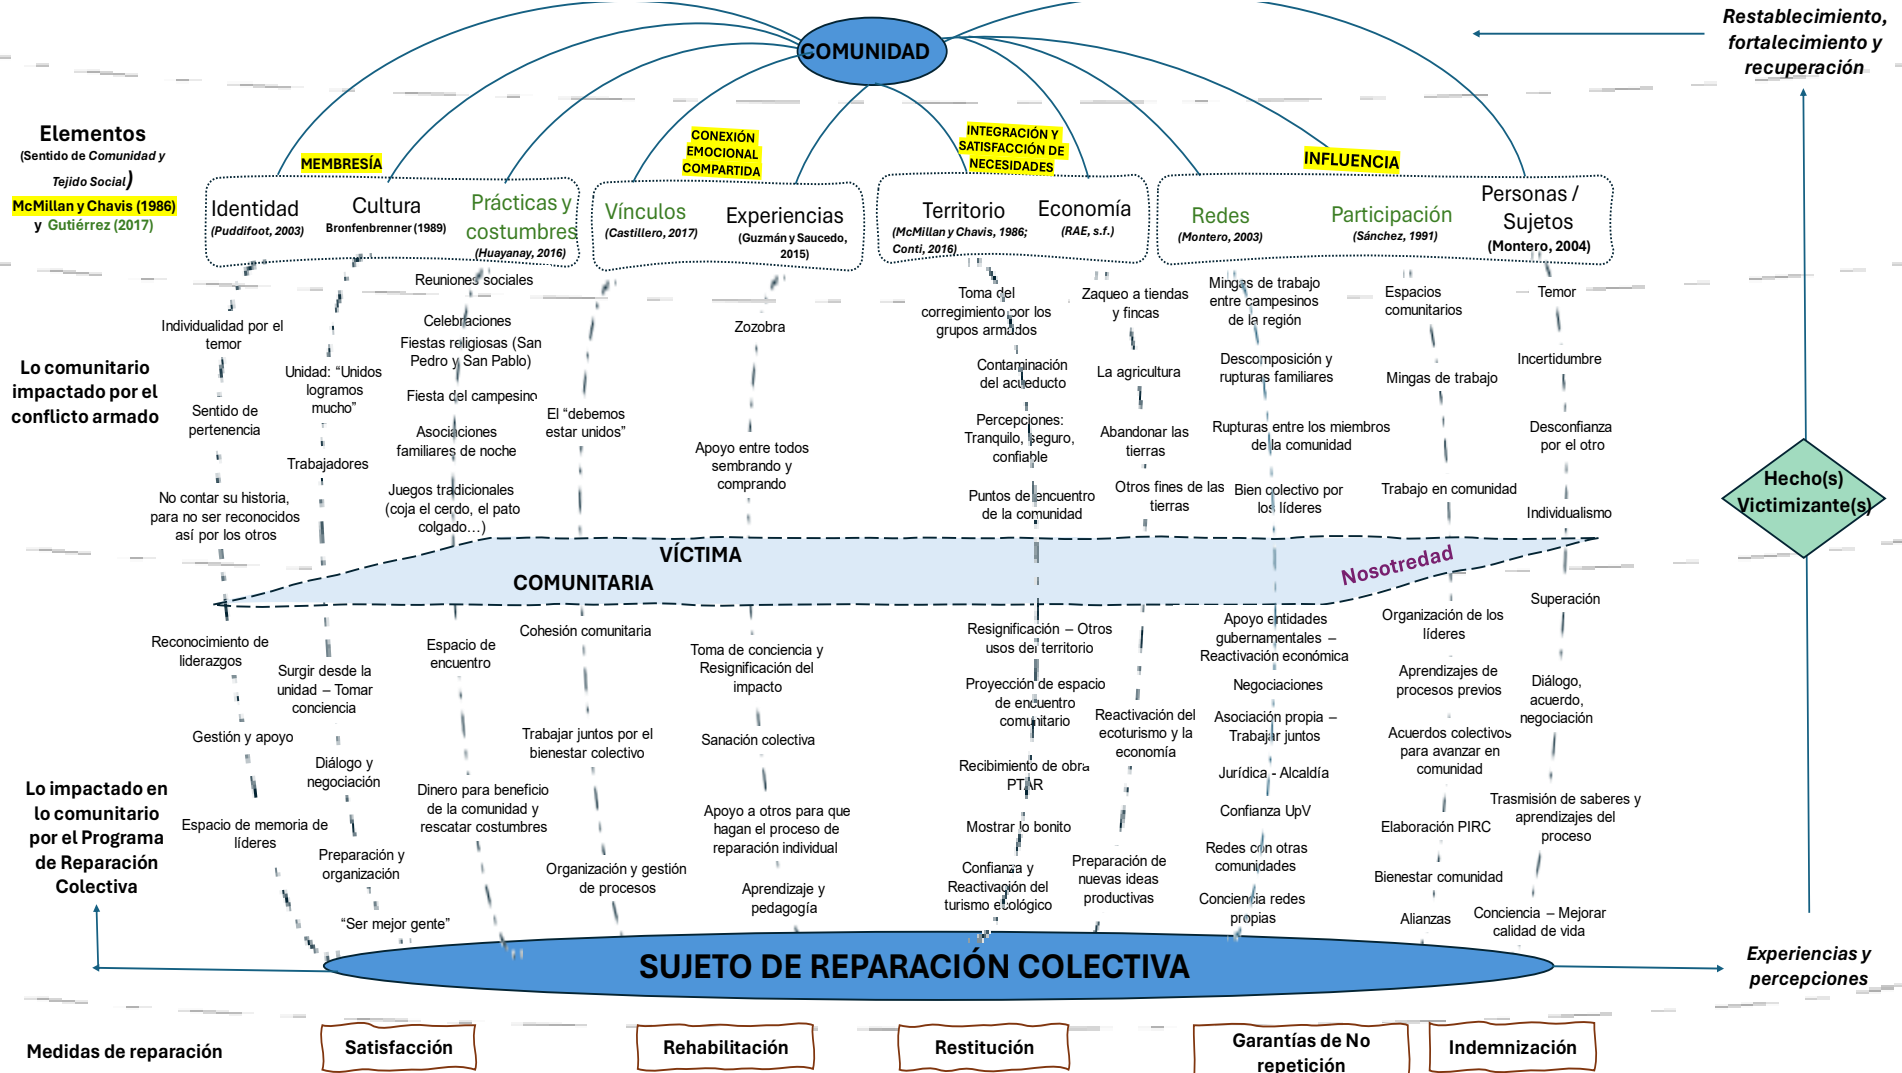 COMUNIDAD
Restablecimiento,
fortalecimiento y
recuperación
Elementos
(Sentido de Comunidad y
Tejido Social)
McMillan y Chavis (1986)
y Gutiérrez (2017)
MEMBRESÍA
CONEXIÓN
EMOCIONAL
COMPARTIDA
INTEGRACIÓN Y
SATISFACCIÓN DE
NECESIDADES
INFLUENCIA
Identidad
(Puddifoot, 2003)
Cultura
Bronfenbrenner (1989)
Prácticas y
costumbres
(Huayanay, 2016)
Vínculos
(Castillero, 2017)
Experiencias
(Guzmán y Saucedo,
2015)
Territorio
(McMillan y Chavis, 1986;
Conti, 2016)
Economía
(RAE, s.f.)
Redes
(Montero, 2003)
Participación
(Sánchez, 1991)
Personas /
Sujetos
(Montero, 2004)
Lo comunitario
impactado por el
conflicto armado
Individualidad por el
temor
Sentido de
pertenencia
No contar su historia,
para no ser reconocidos
así por los otros
Unidad: “Unidos
logramos
mucho”
Trabajadores
Reuniones sociales
Celebraciones
Fiestas religiosas (San
Pedro y San Pablo)
Fiesta del campesino
Asociaciones
familiares de noche
Juegos tradicionales
(coja el cerdo, el pato
colgado…)
El “debemos
estar unidos”
Zozobra
Apoyo entre todos
sembrando y
comprando
Toma del
corregimiento por los
grupos armados
Contaminación
del acueducto
Percepciones:
Tranquilo, seguro,
confiable
Puntos de encuentro
de la comunidad
Zaqueo a tiendas
y fincas
La agricultura
Abandonar las
tierras
Otros fines de las
tierras
Mingas de trabajo
entre campesinos
de la región
Descomposición y
rupturas familiares
Rupturas entre los miembros
de la comunidad
Bien colectivo por
los líderes
Espacios
comunitarios
Mingas de trabajo
Trabajo en comunidad
Temor
Incertidumbre
Desconfianza
por el otro
Individualismo
Hecho(s)
Victimizante(s)
VÍCTIMA
COMUNITARIA
Nosotredad
Lo impactado en
lo comunitario
por el Programa
de Reparación
Colectiva
Reconocimiento de
liderazgos
Gestión y apoyo
Espacio de memoria de
líderes
Surgir desde la
unidad – Tomar
conciencia
Diálogo y
negociación
Preparación y
organización
“Ser mejor gente”
Espacio de
encuentro
Dinero para beneficio
de la comunidad y
rescatar costumbres
Cohesión comunitaria
Trabajar juntos por el
bienestar colectivo
Organización y gestión
de procesos
Toma de conciencia y
Resignificación del
impacto
Sanación colectiva
Apoyo a otros para que
hagan el proceso de
reparación individual
Aprendizaje y
pedagogía
Resignificación – Otros
usos del territorio
Proyección de espacio
de encuentro
comunitario
Recibimiento de obra
PTAR
Mostrar lo bonito
Confianza y
Reactivación del
turismo ecológico
Reactivación del
ecoturismo y la
economía
Preparación de
nuevas ideas
productivas
Apoyo entidades
gubernamentales –
Reactivación económica
Negociaciones
Asociación propia –
Trabajar juntos
Jurídica - Alcaldía
Confianza UpV
Redes con otras
comunidades
Conciencia redes
propias
Organización de los
líderes
Aprendizajes de
procesos previos
Acuerdos colectivos
para avanzar en
comunidad
Elaboración PIRC
Bienestar comunidad
Alianzas
Superación
Diálogo,
acuerdo,
negociación
Trasmisión de saberes y
aprendizajes del
proceso
Conciencia – Mejorar
calidad de vida
SUJETO DE REPARACIÓN COLECTIVA
Experiencias y
percepciones
Medidas de reparación
Satisfacción
Rehabilitación
Restitución
Garantías de No
repetición
Indemnización